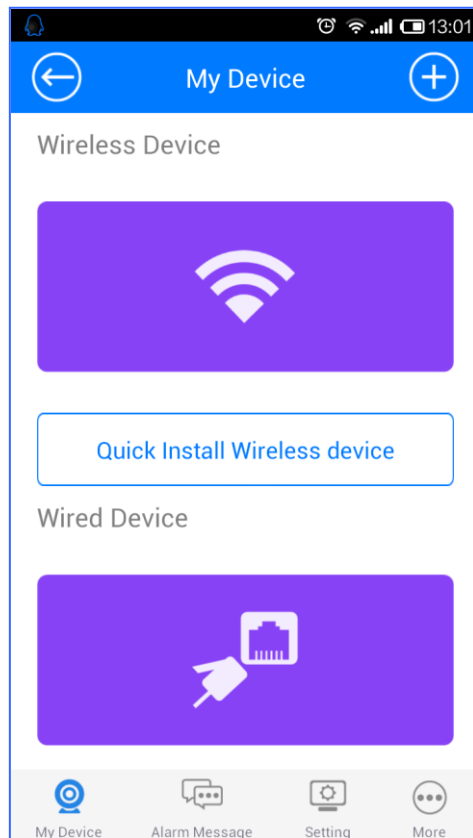 13:01
My Device
Wireless Device
Quick Install Wireless device
Wired Device
My Device Alarm Message Setting More